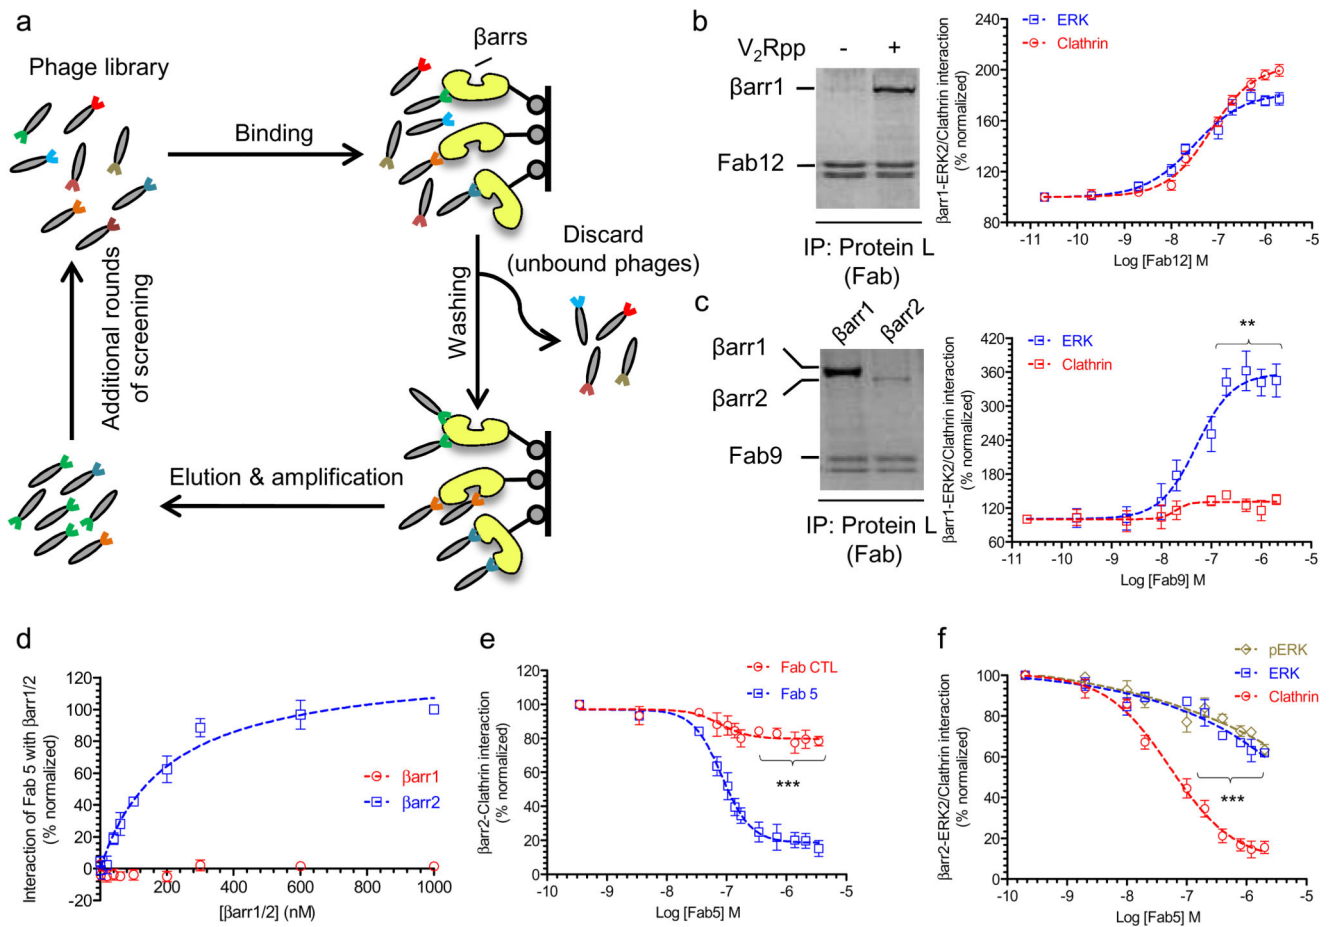 a
Phage library
βarrs
Binding
Discard
(unbound phages)
Washing
Additional rounds
of screening
Elution & amplification
b
V2Rpp - +
βarr1
Fab12
IP: Protein L
(Fab)
βarr1-ERK2/Clathrin interaction
(% normalized)
240
200
160
120
80
ERK
Clathrin
-11 -10 -9 -8 -7 -6 -5
Log [Fab12] M
c
βarr1 βarr2
βarr1
βarr2
Fab9
IP: Protein L
(Fab)
βarr1-ERK2/Clathrin interaction
(% normalized)
420
360
300
240
180
120
60
ERK
Clathrin
**
-11 -10 -9 -8 -7 -6 -5
Log [Fab9] M
d
Interaction of Fab 5 with βarr1/2
(% normalized)
120
100
80
60
40
20
0
-20
βarr1
βarr2
200 400 600 800 1000
[βarr1/2] (nM)
e
βarr2-Clathrin interaction
(% normalized)
120
100
80
60
40
20
0
Fab CTL
Fab 5
***
-10 -9 -8 -7 -6 -5
Log [Fab5] M
f
βarr2-ERK2/Clathrin interaction
(% normalized)
100
80
60
40
20
0
pERK
ERK
Clathrin
***
-10 -9 -8 -7 -6 -5
Log [Fab5] M